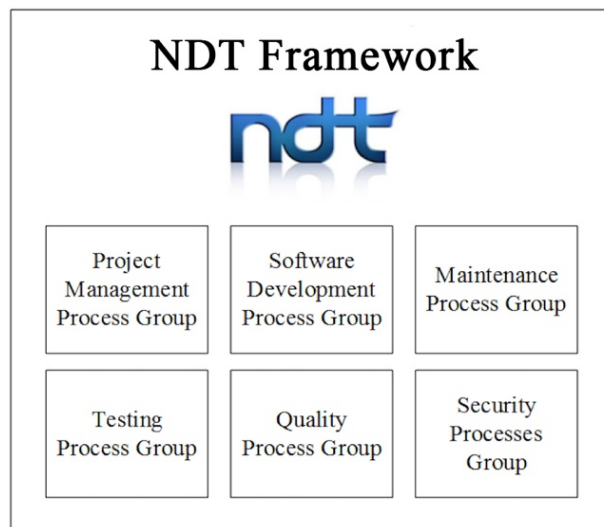 NDT Framework
ndt
Project
Management
Process Group
Software
Development
Process Group
Maintenance
Process Group
Testing
Process Group
Quality
Process Group
Security
Processes
Group